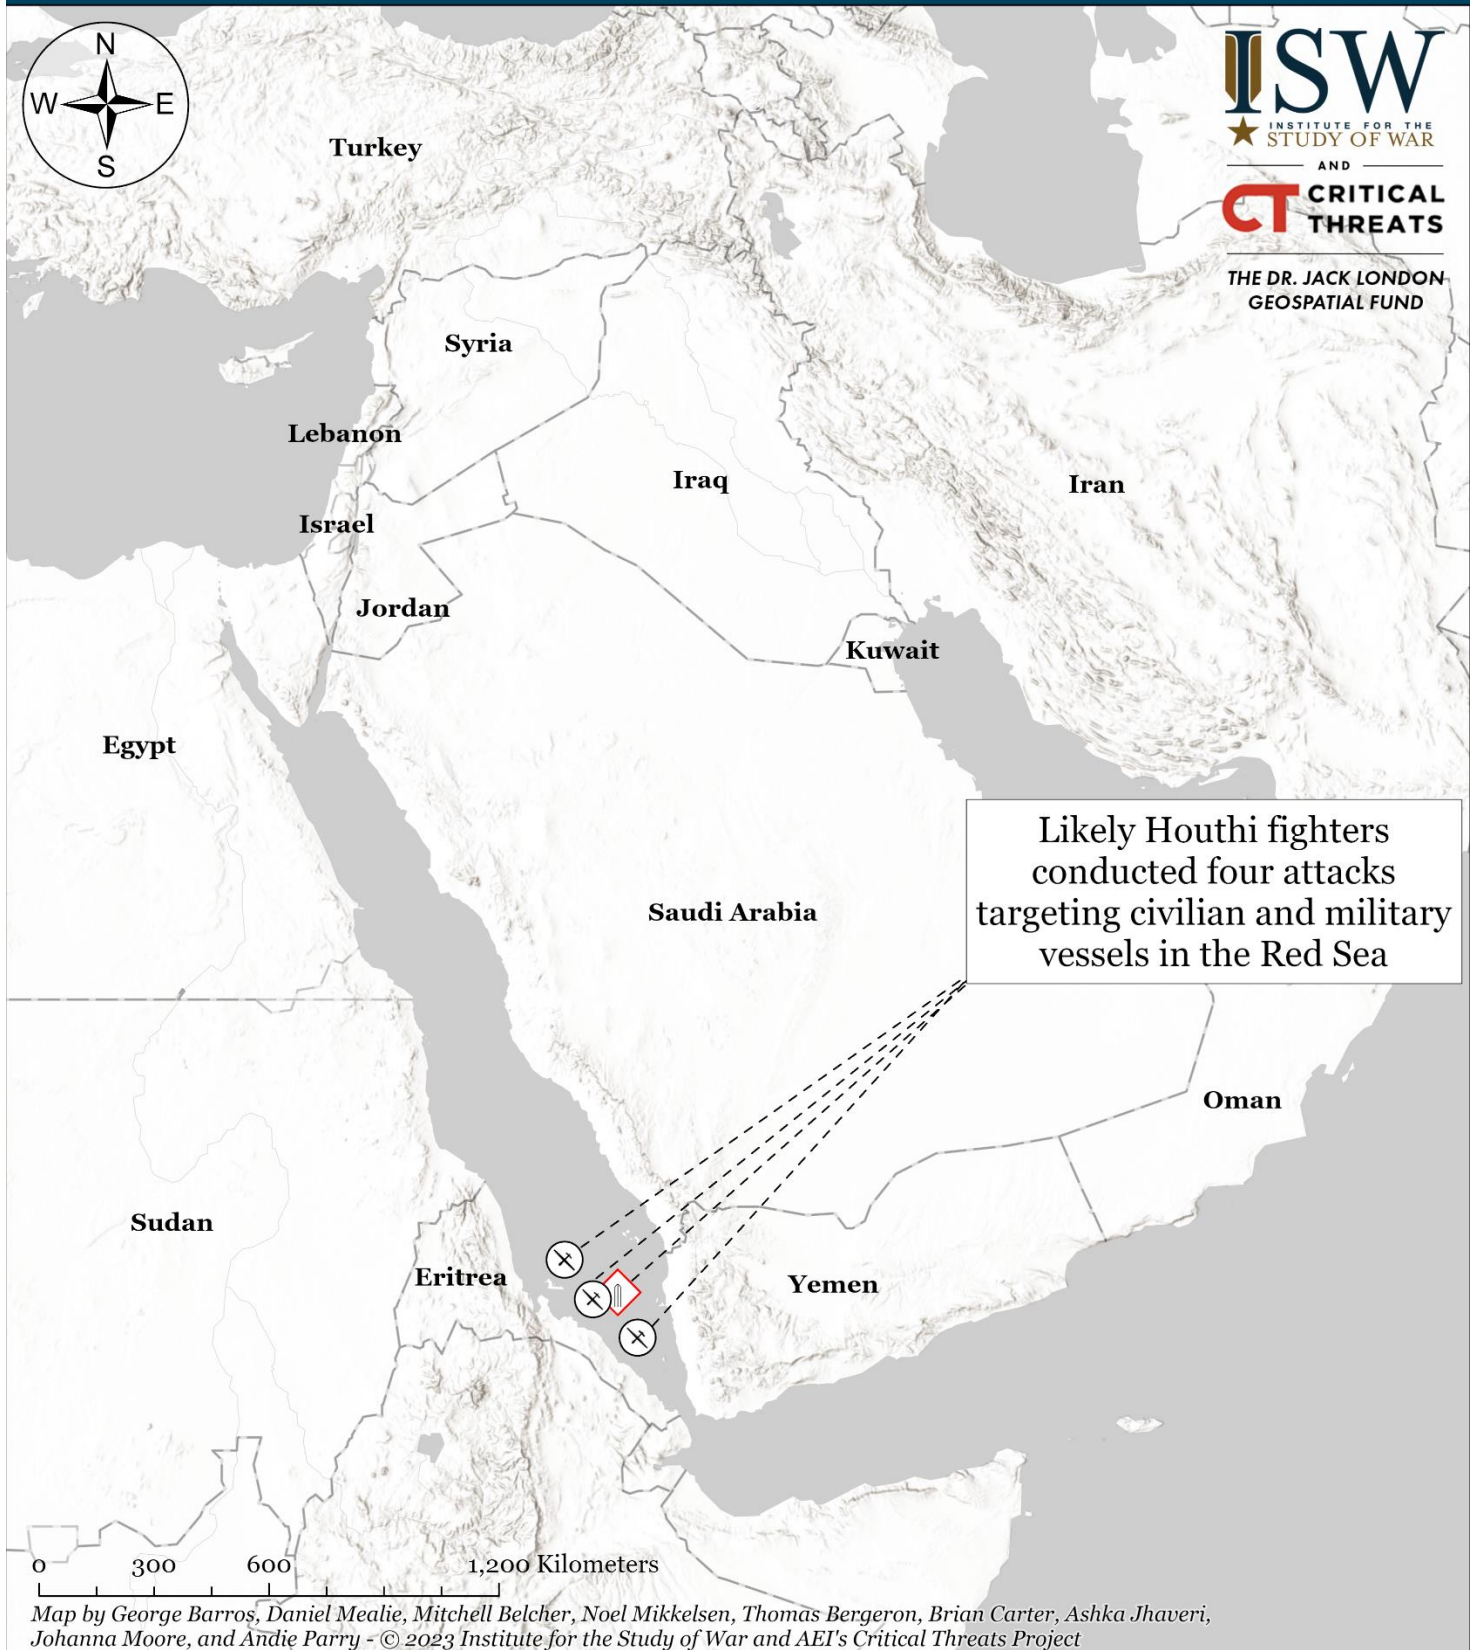 N
W E
S
ISW
INSTITUTE FOR THE
STUDY OF WAR
AND
CT CRITICAL
THREATS
THE DR. JACK LONDON
GEOSPATIAL FUND
Turkey
Syria
Lebanon
Iraq
Iran
Israel
Jordan
Kuwait
Egypt
Likely Houthi fighters
conducted four attacks
targeting civilian and military
vessels in the Red Sea
Saudi Arabia
Oman
Sudan
Eritrea
Yemen
0 300 600 1,200 Kilometers
Map by George Barros, Daniel Mealie, Mitchell Belcher, Noel Mikkelsen, Thomas Bergeron, Brian Carter, Ashka Jhaveri,
Johanna Moore, and Andie Parry - © 2023 Institute for the Study of War and AEI's Critical Threats Project